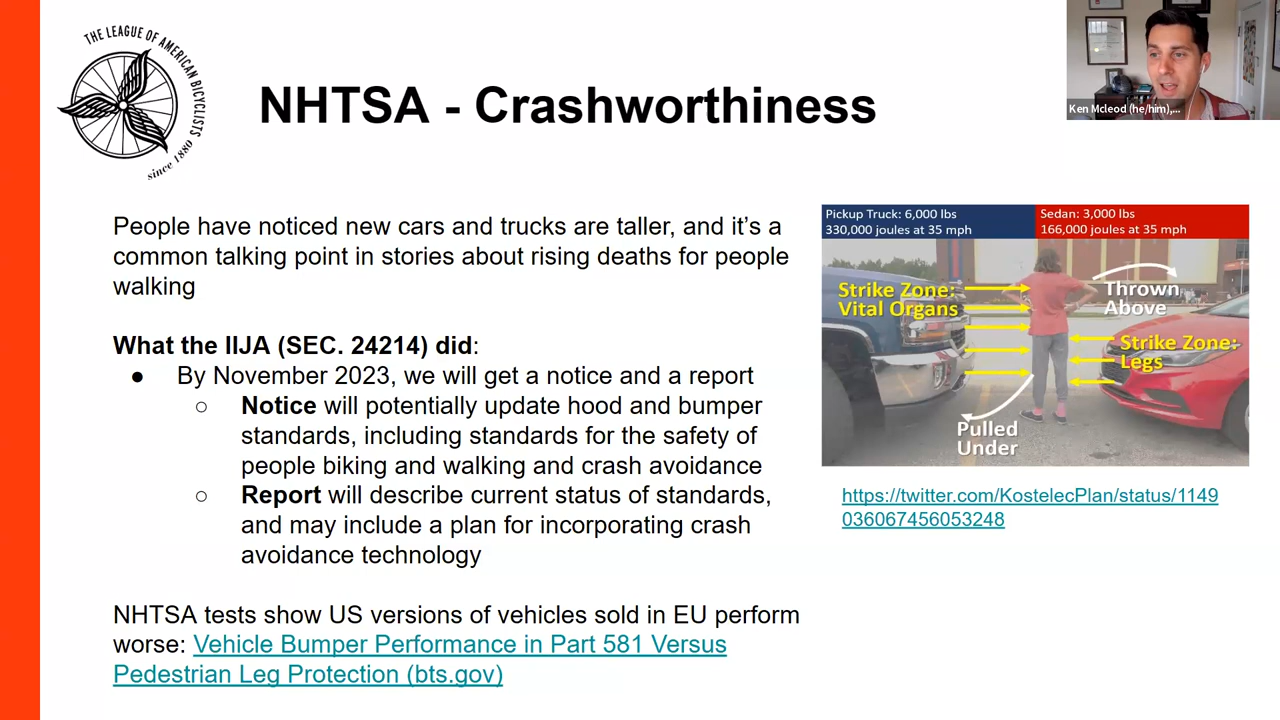 THE LEAGUE OF AMERICAN BICYCLISTS
since 1880
NHTSA - Crashworthiness
Ken Mcleod (he/him),...
People have noticed new cars and trucks are taller, and it's a
common talking point in stories about rising deaths for people
walking
What the IIJA (SEC. 24214) did:
● By November 2023, we will get a notice and a report
○ Notice will potentially update hood and bumper
standards, including standards for the safety of
people biking and walking and crash avoidance
○ Report will describe current status of standards,
and may include a plan for incorporating crash
avoidance technology
NHTSA tests show US versions of vehicles sold in EU perform
worse: Vehicle Bumper Performance in Part 581 Versus
Pedestrian Leg Protection (bts.gov)
Pickup Truck: 6,000 lbs
330,000 joules at 35 mph
Sedan: 3,000 lbs
166,000 joules at 35 mph
Strike Zone:
Vital Organs
Thrown
Above
Strike Zone:
Legs
Pulled
Under
https://twitter.com/KostelecPlan/status/1149
036067456053248